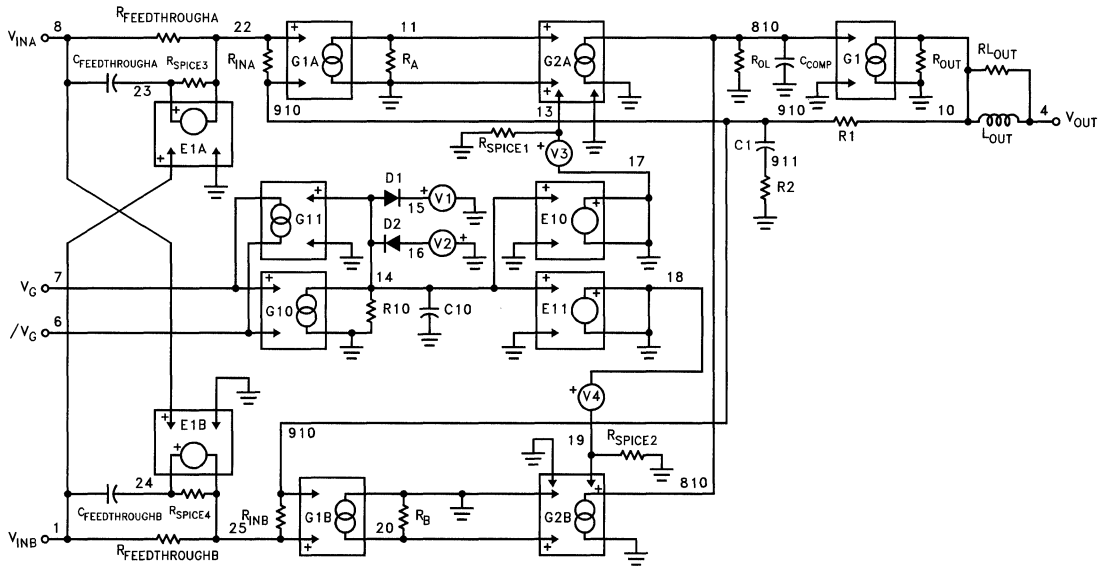 R_FEEDTHROUGHA
8 22 11 810
V_INA
C_FEEDTHROUGHA R_SPICE3 R_INA + G1A R_A + G2A R_OL C_COMP + G1 R_OUT RL_OUT
23
+
910 + 13 910 10 4 V_OUT
E1A
+
R_SPICE1 + V3 C1 R1 L_OUT
911
17
R2
D1 + V1
15
+ G11
D2 + V2
16
+ E10 +
7 14 18
V_G
+ G10 R10 C10 + E11 +
6
/V_G
+ V4
+ E1B
+
910 19 R_SPICE2
810
24
C_FEEDTHROUGHB R_SPICE4 R_INB G1B R_B G2B +
1 25 + 20 +
V_INB
R_FEEDTHROUGHB